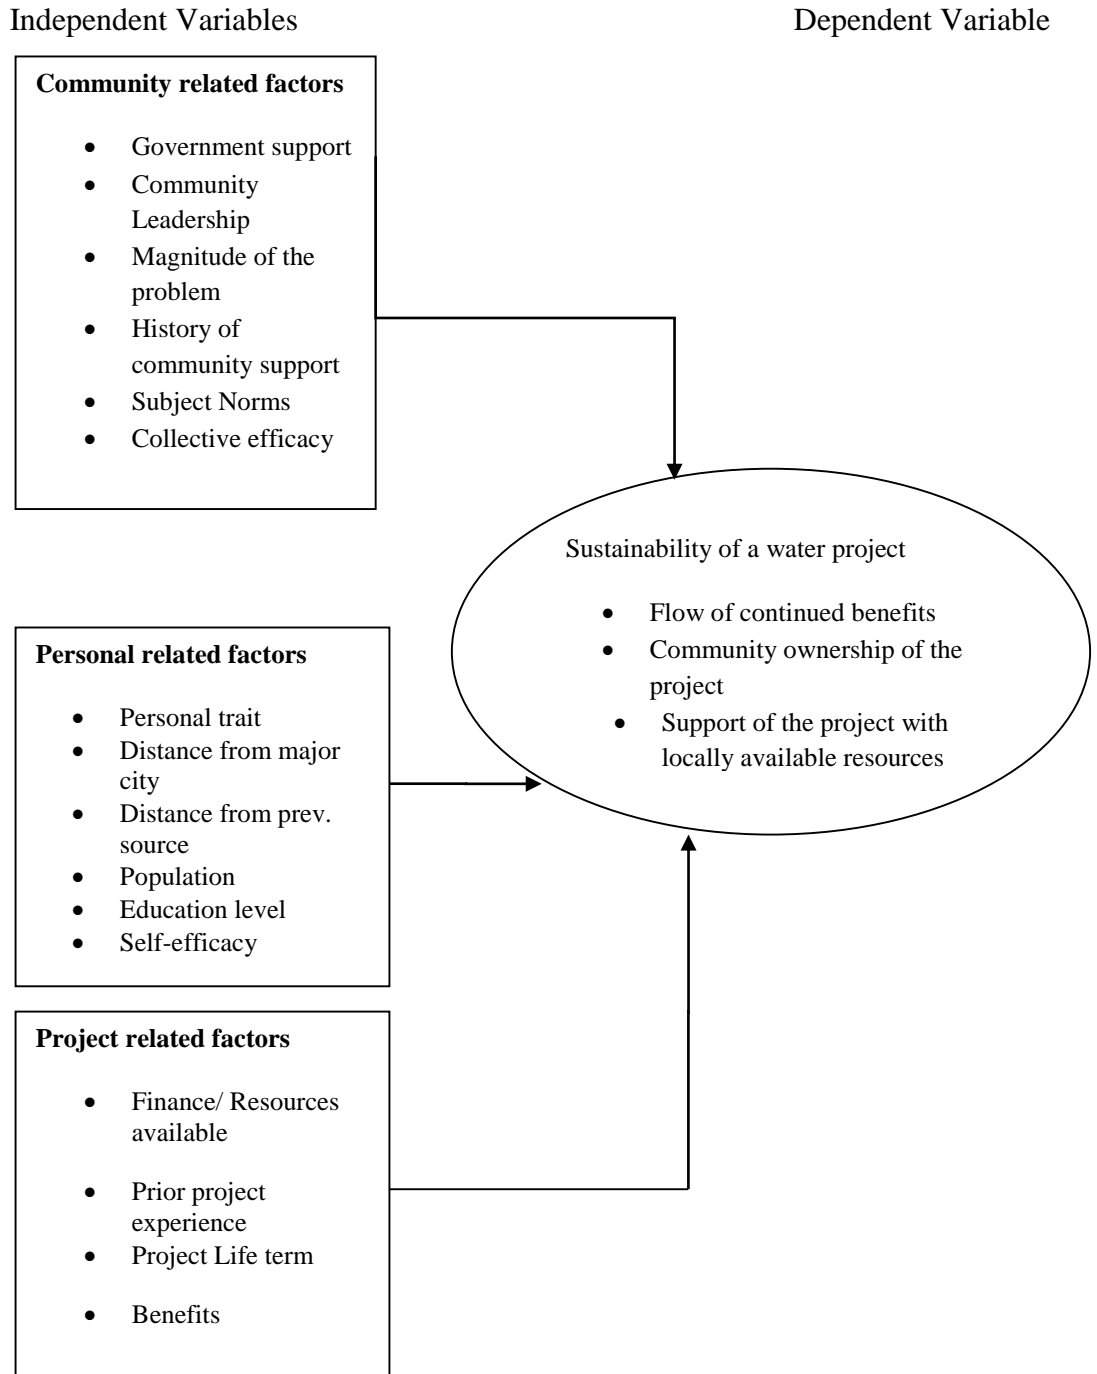 Independent Variables
Dependent Variable
Community related factors
• Government support
• Community
Leadership
• Magnitude of the
problem
• History of
community support
• Subject Norms
• Collective efficacy
Sustainability of a water project
• Flow of continued benefits
• Community ownership of the
project
• Support of the project with
locally available resources
Personal related factors
• Personal trait
• Distance from major
city
• Distance from prev.
source
• Population
• Education level
• Self-efficacy
Project related factors
• Finance/ Resources
available
• Prior project
experience
• Project Life term
• Benefits